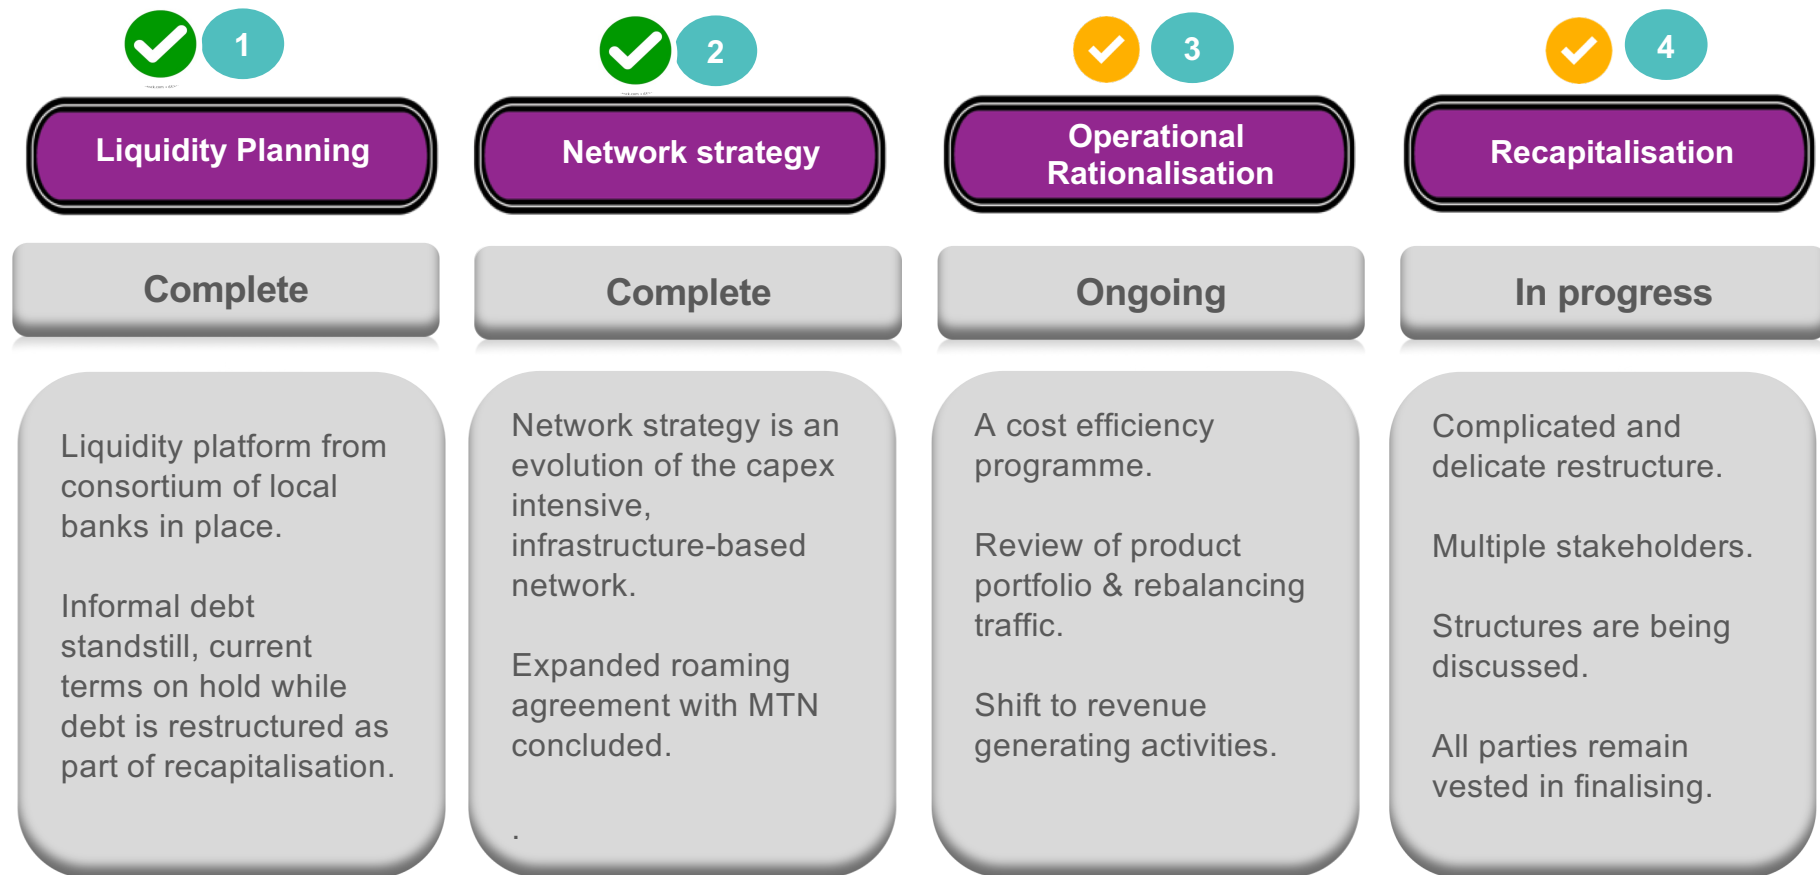 1
2
3
4
Liquidity Planning
Network strategy
Operational
Rationalisation
Recapitalisation
Complete
Complete
Ongoing
In progress
Liquidity platform from
consortium of local
banks in place.
Informal debt
standstill, current
terms on hold while
debt is restructured as
part of recapitalisation.
Network strategy is an
evolution of the capex
intensive,
infrastructure-based
network.
Expanded roaming
agreement with MTN
concluded.
.
A cost efficiency
programme.
Review of product
portfolio & rebalancing
traffic.
Shift to revenue
generating activities.
Complicated and
delicate restructure.
Multiple stakeholders.
Structures are being
discussed.
All parties remain
vested in finalising.